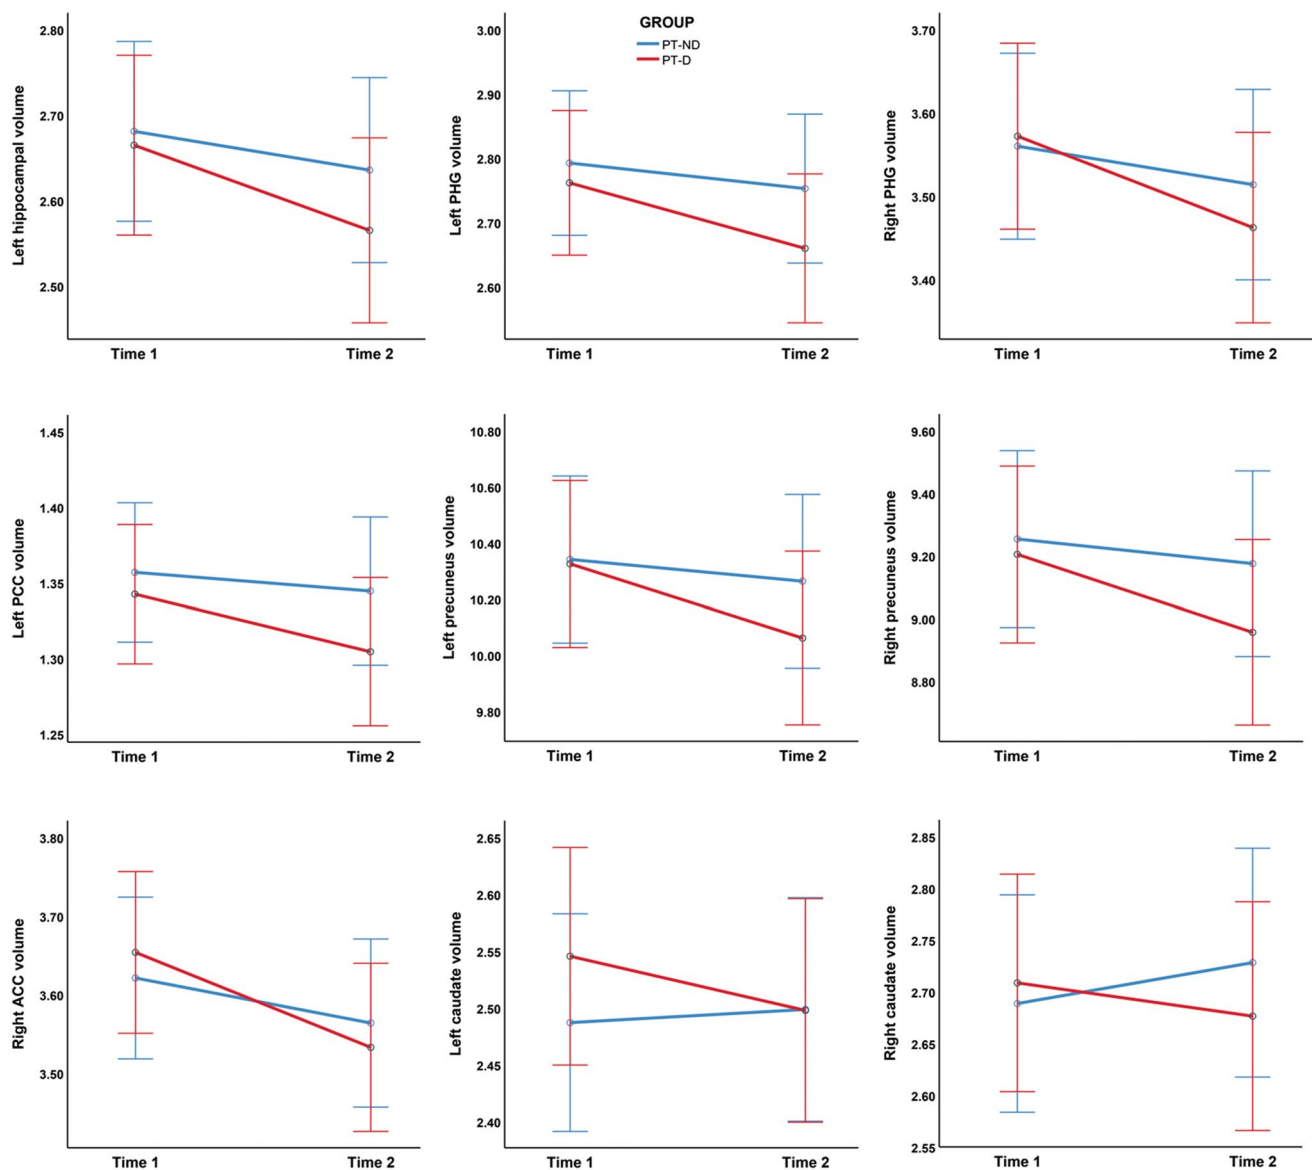 Left hippocampal volume
2.80
2.70
2.60
2.50
Time 1
Time 2
Left PHG volume
3.00
2.90
2.80
2.70
2.60
Time 1
Time 2
GROUP
PT-ND
PT-D
Right PHG volume
3.70
3.60
3.50
3.40
Time 1
Time 2
Left PCC volume
1.45
1.40
1.35
1.30
1.25
Time 1
Time 2
Left precuneus volume
10.80
10.60
10.40
10.20
10.00
9.80
Time 1
Time 2
Right precuneus volume
9.60
9.40
9.20
9.00
8.80
Time 1
Time 2
Right ACC volume
3.80
3.70
3.60
3.50
Time 1
Time 2
Left caudate volume
2.65
2.60
2.55
2.50
2.45
2.40
Time 1
Time 2
Right caudate volume
2.85
2.80
2.75
2.70
2.65
2.60
2.55
Time 1
Time 2